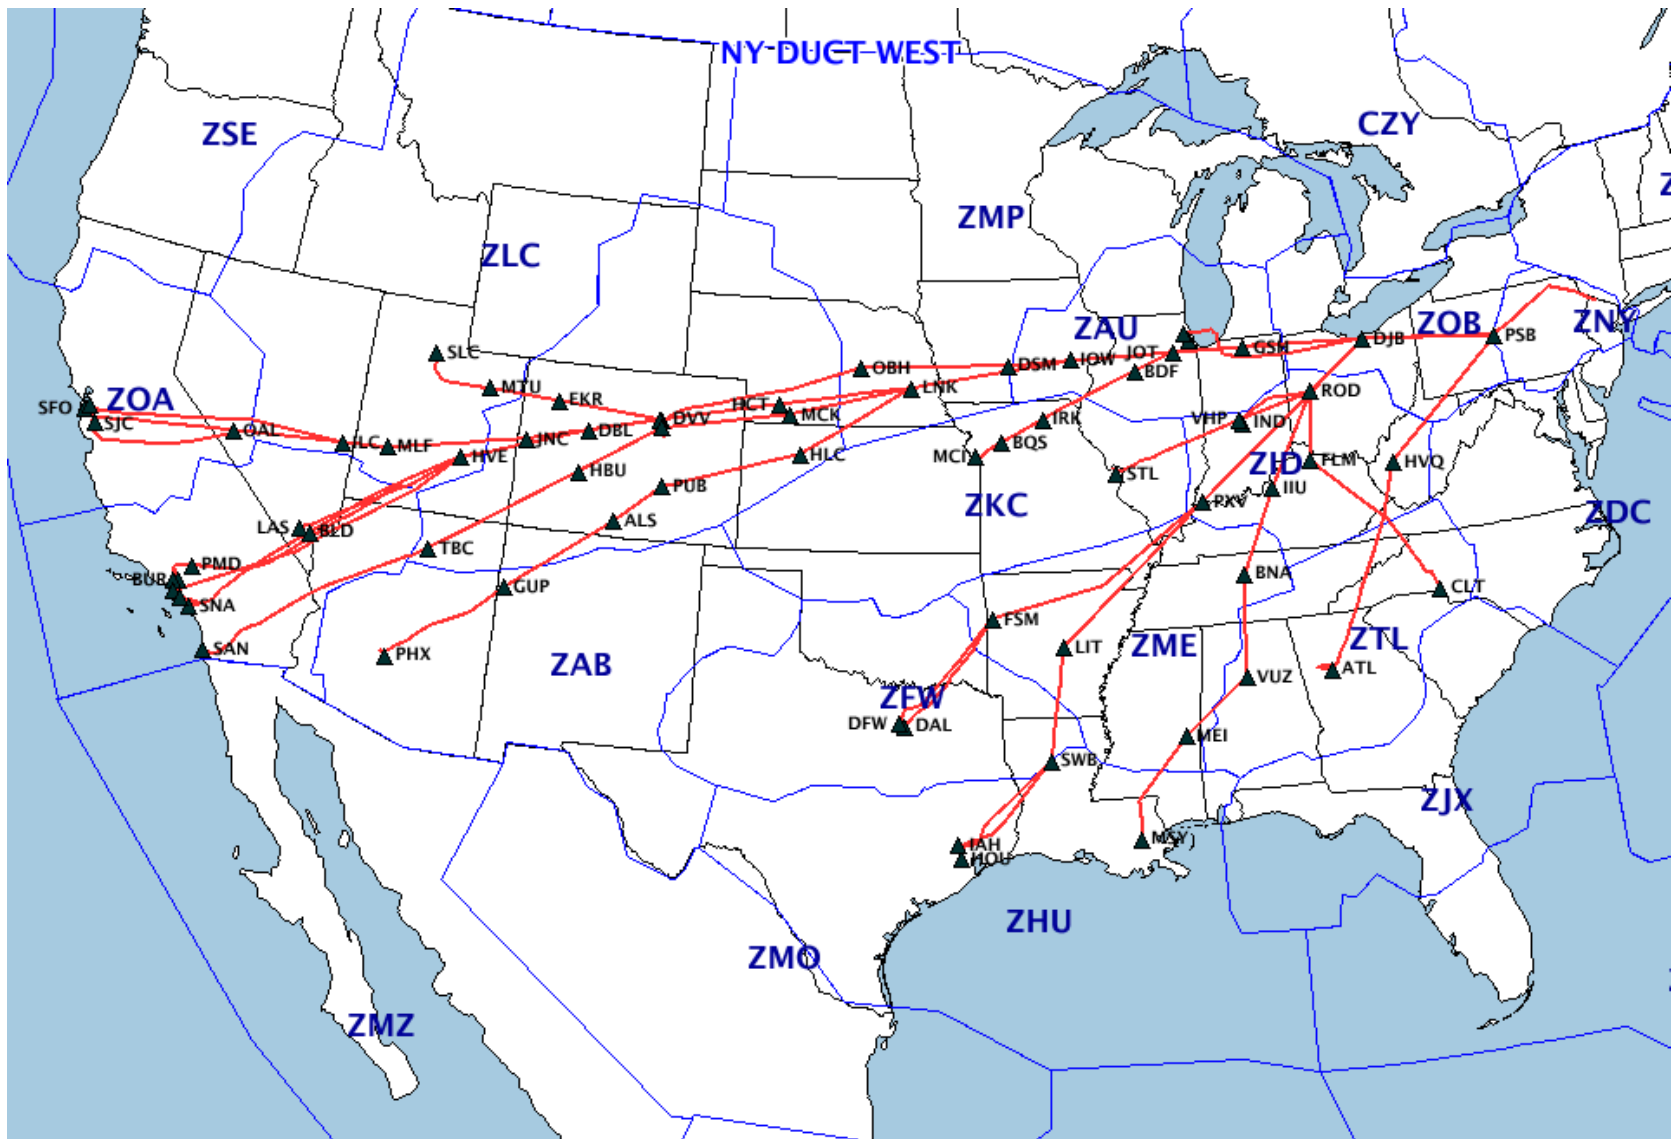 NY DUCT WEST
ZSE
CZY
Z
ZMP
ZLC
ZAU
ZOB
ZNY
DJB
PSB
GSH
JOT
IOW
DSM
BDF
SLC
OBH
MTU
LNK
ROD
EKR
ZOA
SFO
SJC
OAL
HCT
MCK
DVV
IRK
VHP
IND
ILC
MLF
JNC
DBL
BQS
HVE
HLC
MCI
ZID
FLM
HVQ
HBU
STL
PUB
IIU
ZKC
PXV
ZDC
ALS
LAS
BLD
TBC
PMD
BUR
BNA
GUP
CLT
SNA
FSM
ZME
ZTL
SAN
PHX
ZAB
LIT
ATL
VUZ
ZFW
DFW
DAL
MEI
SWB
ZJX
IAH
HOU
MSY
ZHU
ZMO
ZMZ